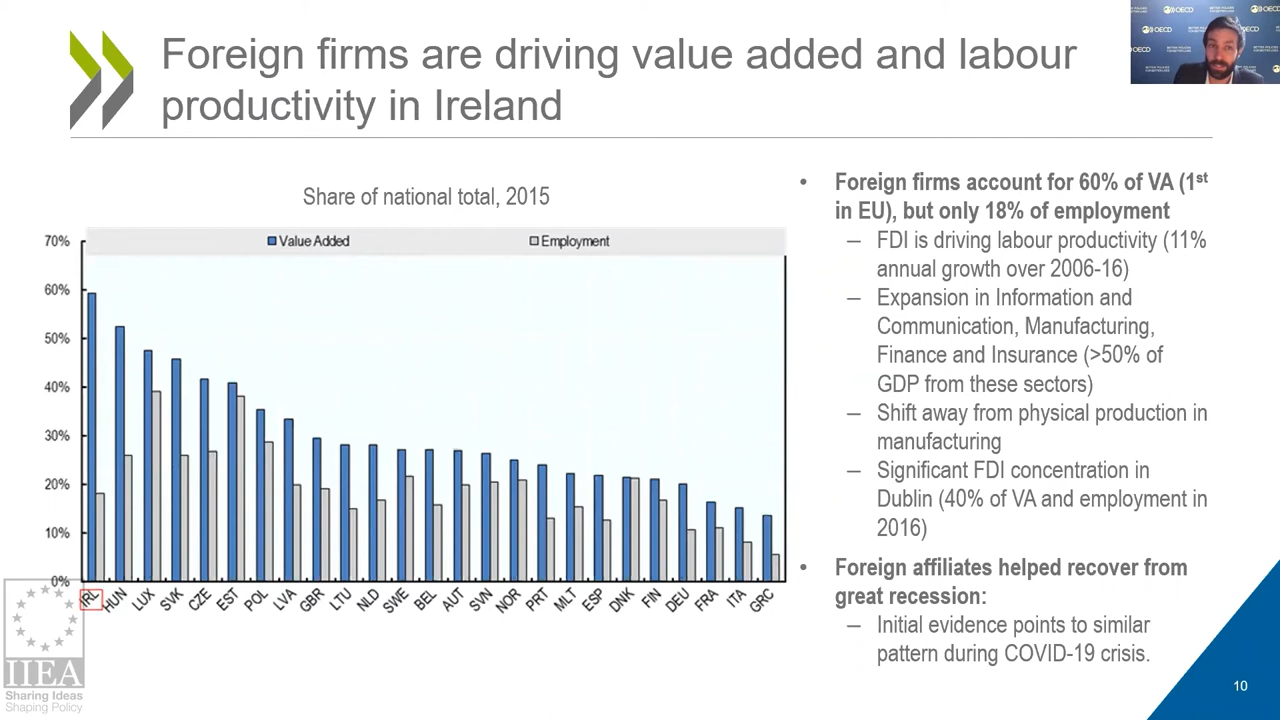 Foreign firms are driving value added and labour
productivity in Ireland
OECD
OECD
OECD
OECD
Share of national total, 2015
Value Added
Employment
70%
60%
50%
40%
30%
20%
10%
0%
IRL HUN LUX SVK CZE EST POL LVA GBR LTU NLD SWE BEL AUT SVN NOR PRT MLT ESP DNK FIN DEU FRA ITA GRC
• Foreign firms account for 60% of VA (1st
in EU), but only 18% of employment
– FDI is driving labour productivity (11%
annual growth over 2006-16)
– Expansion in Information and
Communication, Manufacturing,
Finance and Insurance (>50% of
GDP from these sectors)
– Shift away from physical production in
manufacturing
– Significant FDI concentration in
Dublin (40% of VA and employment in
2016)
• Foreign affiliates helped recover from
great recession:
– Initial evidence points to similar
pattern during COVID-19 crisis.
IIEA
Sharing Ideas
Shaping Policy
10